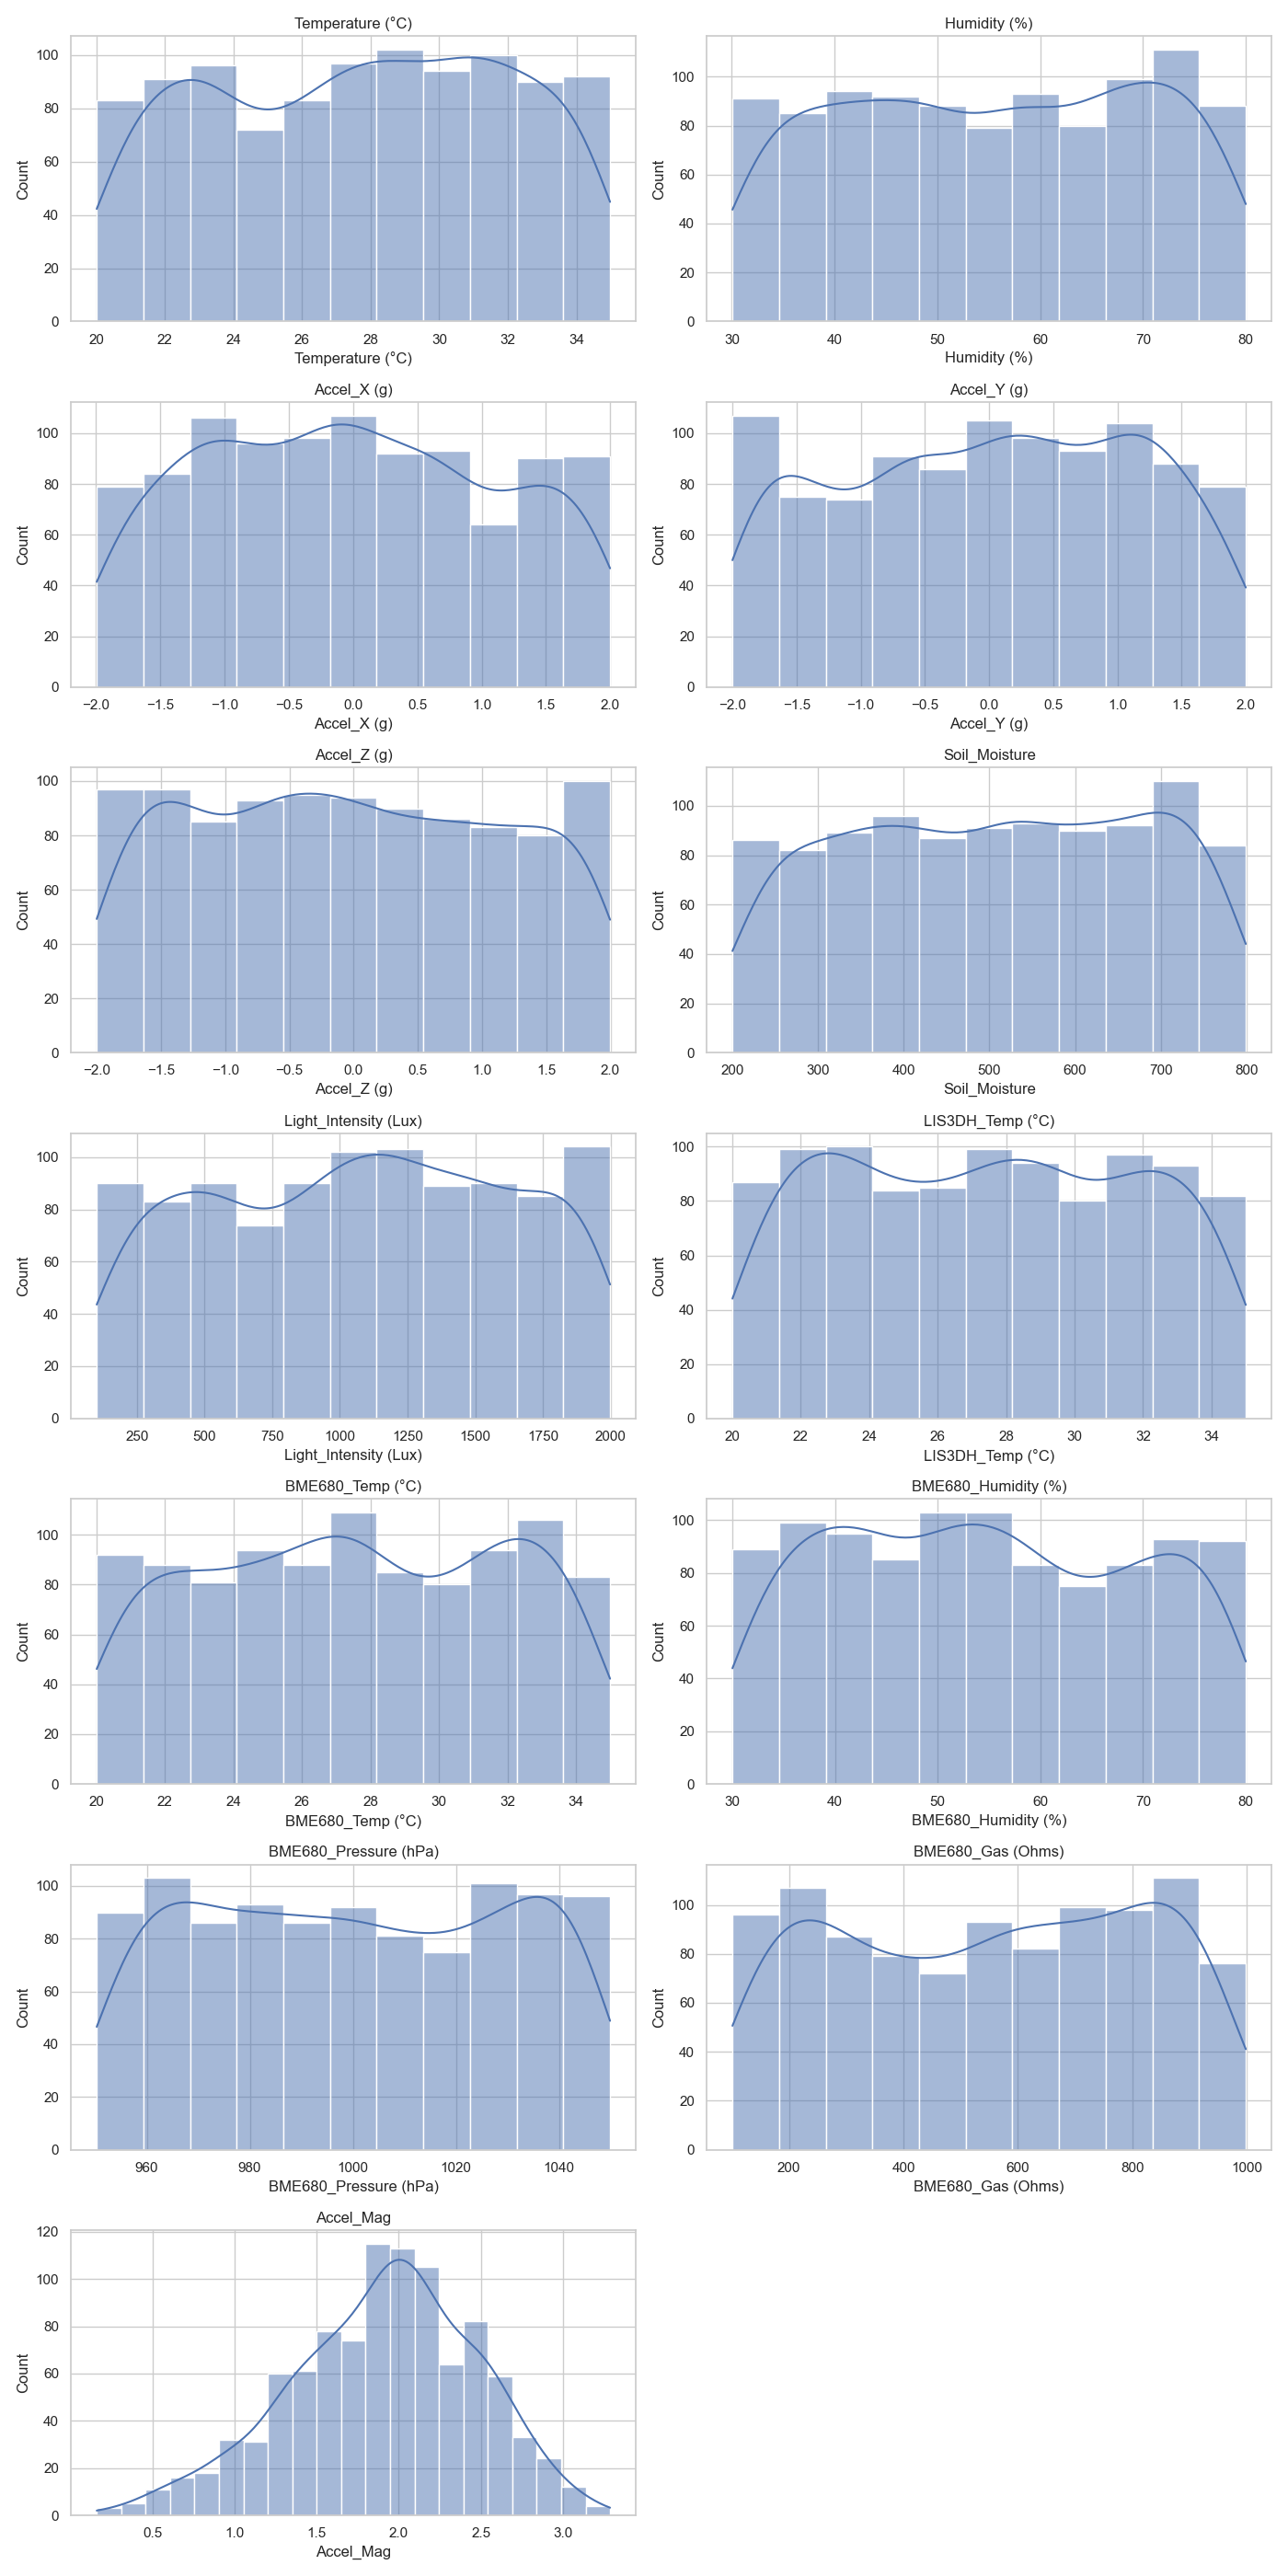 Temperature (°C)
100
80
60
40
20
0
Count
20 22 24 26 28 30 32 34
Temperature (°C)
Humidity (%)
100
80
60
40
20
0
Count
30 40 50 60 70 80
Humidity (%)
Accel_X (g)
100
80
60
40
20
0
Count
−2.0 −1.5 −1.0 −0.5 0.0 0.5 1.0 1.5 2.0
Accel_X (g)
Accel_Y (g)
100
80
60
40
20
0
Count
−2.0 −1.5 −1.0 −0.5 0.0 0.5 1.0 1.5 2.0
Accel_Y (g)
Accel_Z (g)
100
80
60
40
20
0
Count
−2.0 −1.5 −1.0 −0.5 0.0 0.5 1.0 1.5 2.0
Accel_Z (g)
Soil_Moisture
100
80
60
40
20
0
Count
200 300 400 500 600 700 800
Soil_Moisture
Light_Intensity (Lux)
100
80
60
40
20
0
Count
250 500 750 1000 1250 1500 1750 2000
Light_Intensity (Lux)
LIS3DH_Temp (°C)
100
80
60
40
20
0
Count
20 22 24 26 28 30 32 34
LIS3DH_Temp (°C)
BME680_Temp (°C)
100
80
60
40
20
0
Count
20 22 24 26 28 30 32 34
BME680_Temp (°C)
BME680_Humidity (%)
100
80
60
40
20
0
Count
30 40 50 60 70 80
BME680_Humidity (%)
BME680_Pressure (hPa)
100
80
60
40
20
0
Count
960 980 1000 1020 1040
BME680_Pressure (hPa)
BME680_Gas (Ohms)
100
80
60
40
20
0
Count
200 400 600 800 1000
BME680_Gas (Ohms)
Accel_Mag
120
100
80
60
40
20
0
Count
0.5 1.0 1.5 2.0 2.5 3.0
Accel_Mag